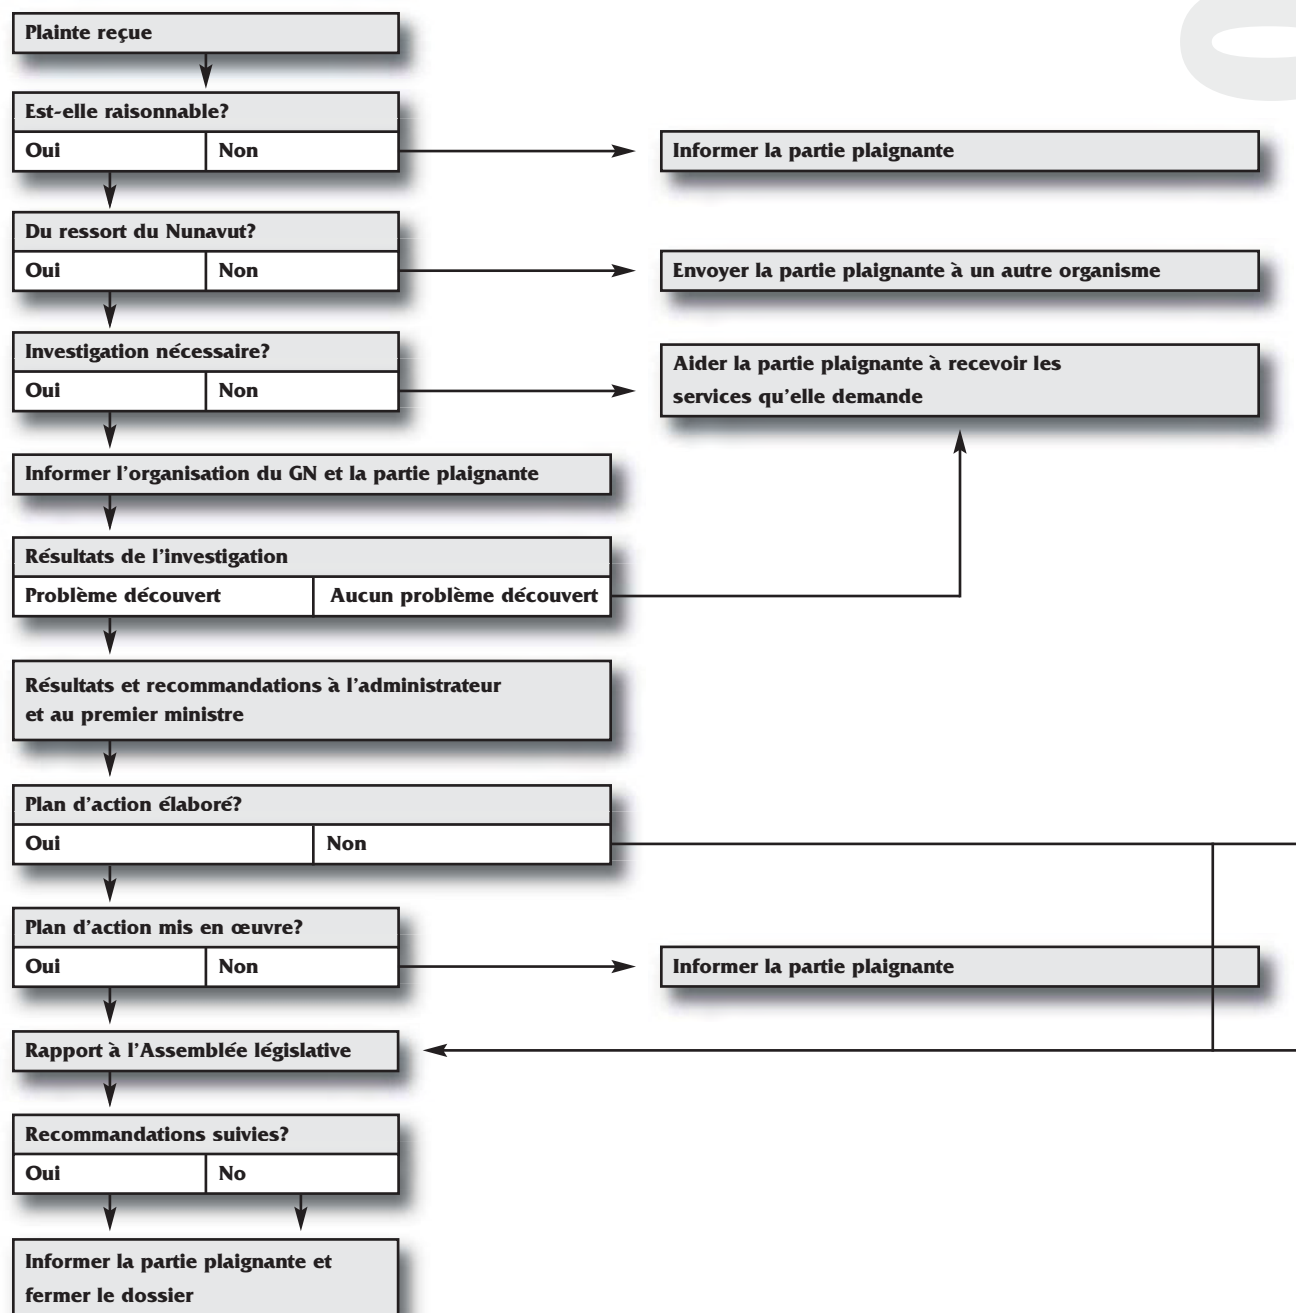 Plainte reçue
Est-elle raisonnable?
Oui Non
Informer la partie plaignante
Du ressort du Nunavut?
Oui Non
Envoyer la partie plaignante à un autre organisme
Investigation nécessaire?
Oui Non
Aider la partie plaignante à recevoir les
services qu'elle demande
Informer l'organisation du GN et la partie plaignante
Résultats de l'investigation
Problème découvert Aucun problème découvert
Résultats et recommandations à l'administrateur
et au premier ministre
Plan d'action élaboré?
Oui Non
Plan d'action mis en œuvre?
Oui Non
Informer la partie plaignante
Rapport à l'Assemblée législative
Recommandations suivies?
Oui No
Informer la partie plaignante et
fermer le dossier